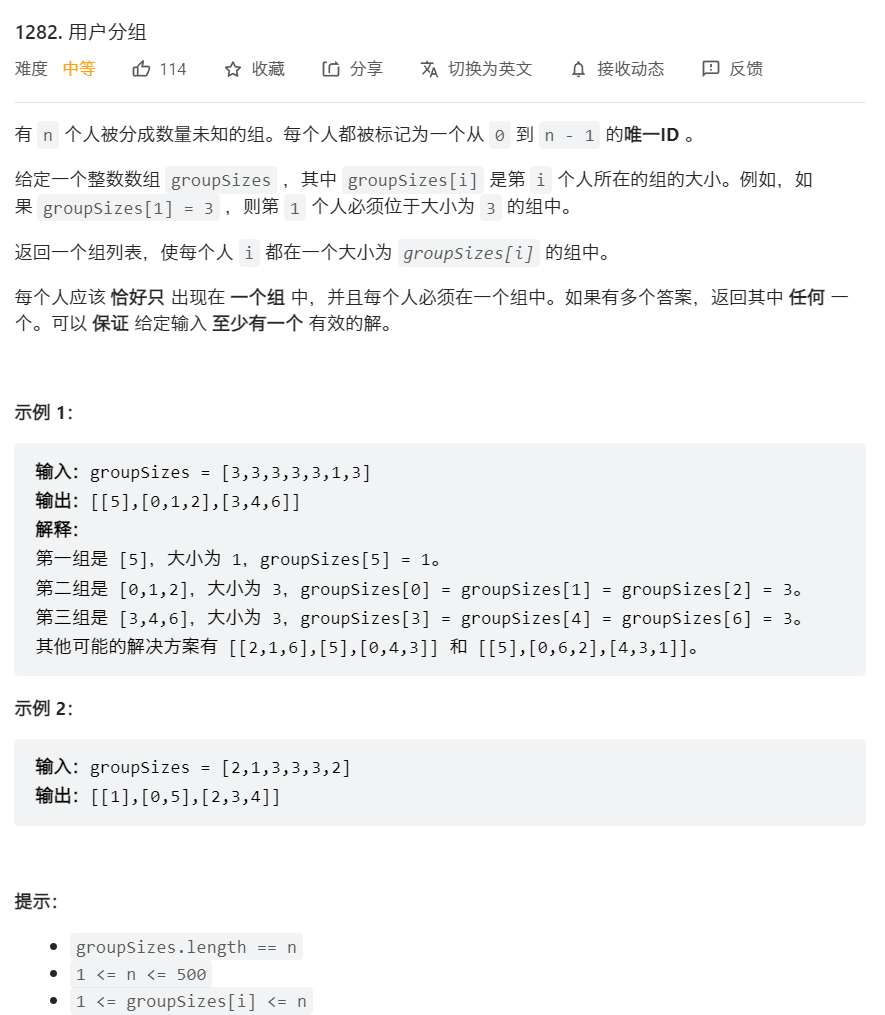 1282. 用户分组
难度 中等 114 收藏 分享 切换为英文 接收动态 反馈
有 n 个人被分成数量未知的组。每个人都被标记为一个从 0 到 n - 1 的唯一ID 。
给定一个整数数组 groupSizes ，其中 groupSizes[i] 是第 i 个人所在的组的大小。例如，如
果 groupSizes[1] = 3 ，则第 1 个人必须位于大小为 3 的组中。
返回一个组列表，使每个人 i 都在一个大小为 groupSizes[i] 的组中。
每个人应该 恰好只 出现在 一个组 中，并且每个人必须在一个组中。如果有多个答案，返回其中 任何 一
个。可以 保证 给定输入 至少有一个 有效的解。
示例 1：
输入：groupSizes = [3,3,3,3,3,1,3]
输出：[[5],[0,1,2],[3,4,6]]
解释：
第一组是 [5]，大小为 1，groupSizes[5] = 1。
第二组是 [0,1,2]，大小为 3，groupSizes[0] = groupSizes[1] = groupSizes[2] = 3。
第三组是 [3,4,6]，大小为 3，groupSizes[3] = groupSizes[4] = groupSizes[6] = 3。
其他可能的解决方案有 [[2,1,6],[5],[0,4,3]] 和 [[5],[0,6,2],[4,3,1]]。
示例 2：
输入：groupSizes = [2,1,3,3,3,2]
输出：[[1],[0,5],[2,3,4]]
提示：
groupSizes.length == n
1 <= n <= 500
1 <= groupSizes[i] <= n